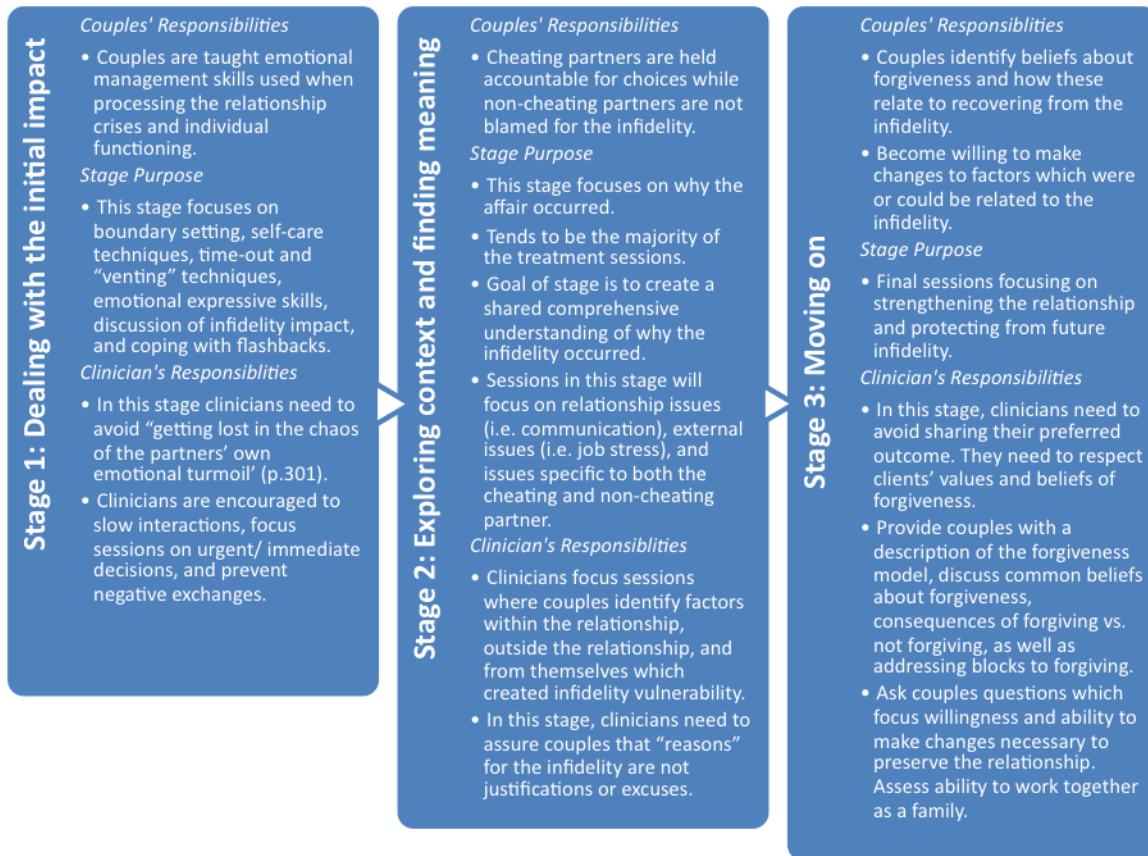 Stage 1: Dealing with the initial impact
Couples' Responsibilities
• Couples are taught emotional
management skills used when
processing the relationship
crises and individual
functioning.
Stage Purpose
• This stage focuses on
boundary setting, self-care
techniques, time-out and
“venting” techniques,
emotional expressive skills,
discussion of infidelity impact,
and coping with flashbacks.
Clinician's Responsiblities
• In this stage clinicians need to
avoid “getting lost in the chaos
of the partners’ own
emotional turmoil’ (p.301).
• Clinicians are encouraged to
slow interactions, focus
sessions on urgent/ immediate
decisions, and prevent
negative exchanges.
Stage 2: Exploring context and finding meaning
Couples' Responsibilities
• Cheating partners are held
accountable for choices while
non-cheating partners are not
blamed for the infidelity.
Stage Purpose
• This stage focuses on why the
affair occurred.
• Tends to be the majority of
the treatment sessions.
• Goal of stage is to create a
shared comprehensive
understanding of why the
infidelity occurred.
• Sessions in this stage will
focus on relationship issues
(i.e. communication), external
issues (i.e. job stress), and
issues specific to both the
cheating and non-cheating
partner.
Clinician's Responsiblities
• Clinicians focus sessions
where couples identify factors
within the relationship,
outside the relationship, and
from themselves which
created infidelity vulnerability.
• In this stage, clinicians need to
assure couples that “reasons”
for the infidelity are not
justifications or excuses.
Stage 3: Moving on
Couples' Responsiblities
• Couples identify beliefs about
forgiveness and how these
relate to recovering from the
infidelity.
• Become willing to make
changes to factors which were
or could be related to the
infidelity.
Stage Purpose
• Final sessions focusing on
strengthening the relationship
and protecting from future
infidelity.
Clinician's Responsibilities
• In this stage, clinicians need to
avoid sharing their preferred
outcome. They need to respect
clients’ values and beliefs of
forgiveness.
• Provide couples with a
description of the forgiveness
model, discuss common beliefs
about forgiveness,
consequences of forgiving vs.
not forgiving, as well as
addressing blocks to forgiving.
• Ask couples questions which
focus willingness and ability to
make changes necessary to
preserve the relationship.
Assess ability to work together
as a family.